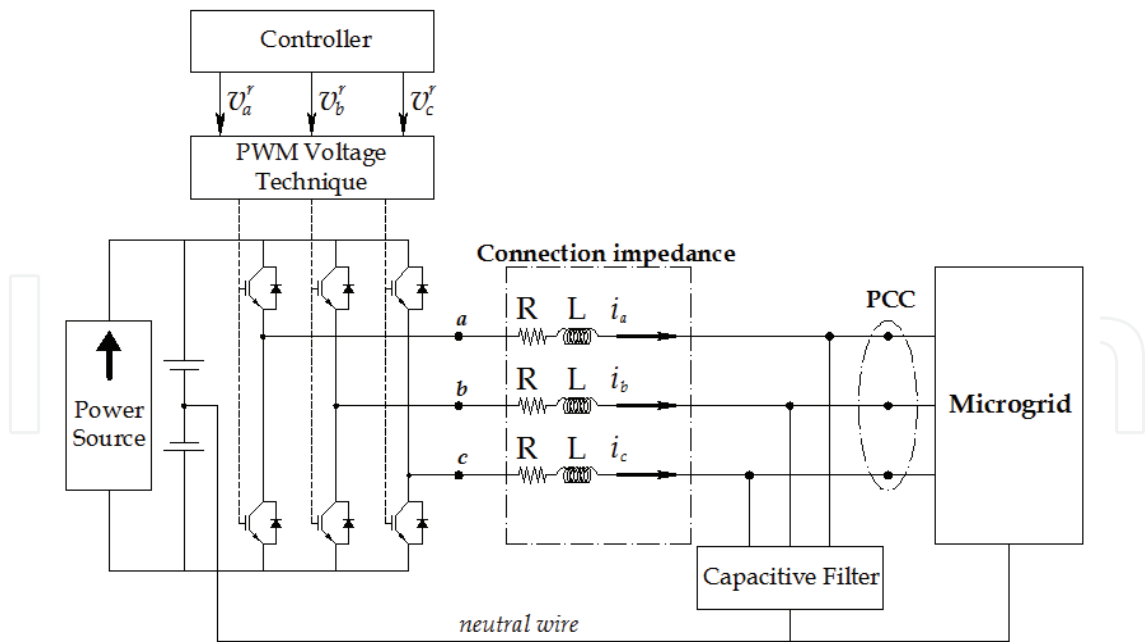 Controller
v_a^r
v_b^r
v_c^r
PWM Voltage
Technique
Connection impedance
PCC
a
R
L
i_a
b
R
L
i_b
c
R
L
i_c
Power
Source
Microgrid
Capacitive Filter
neutral wire